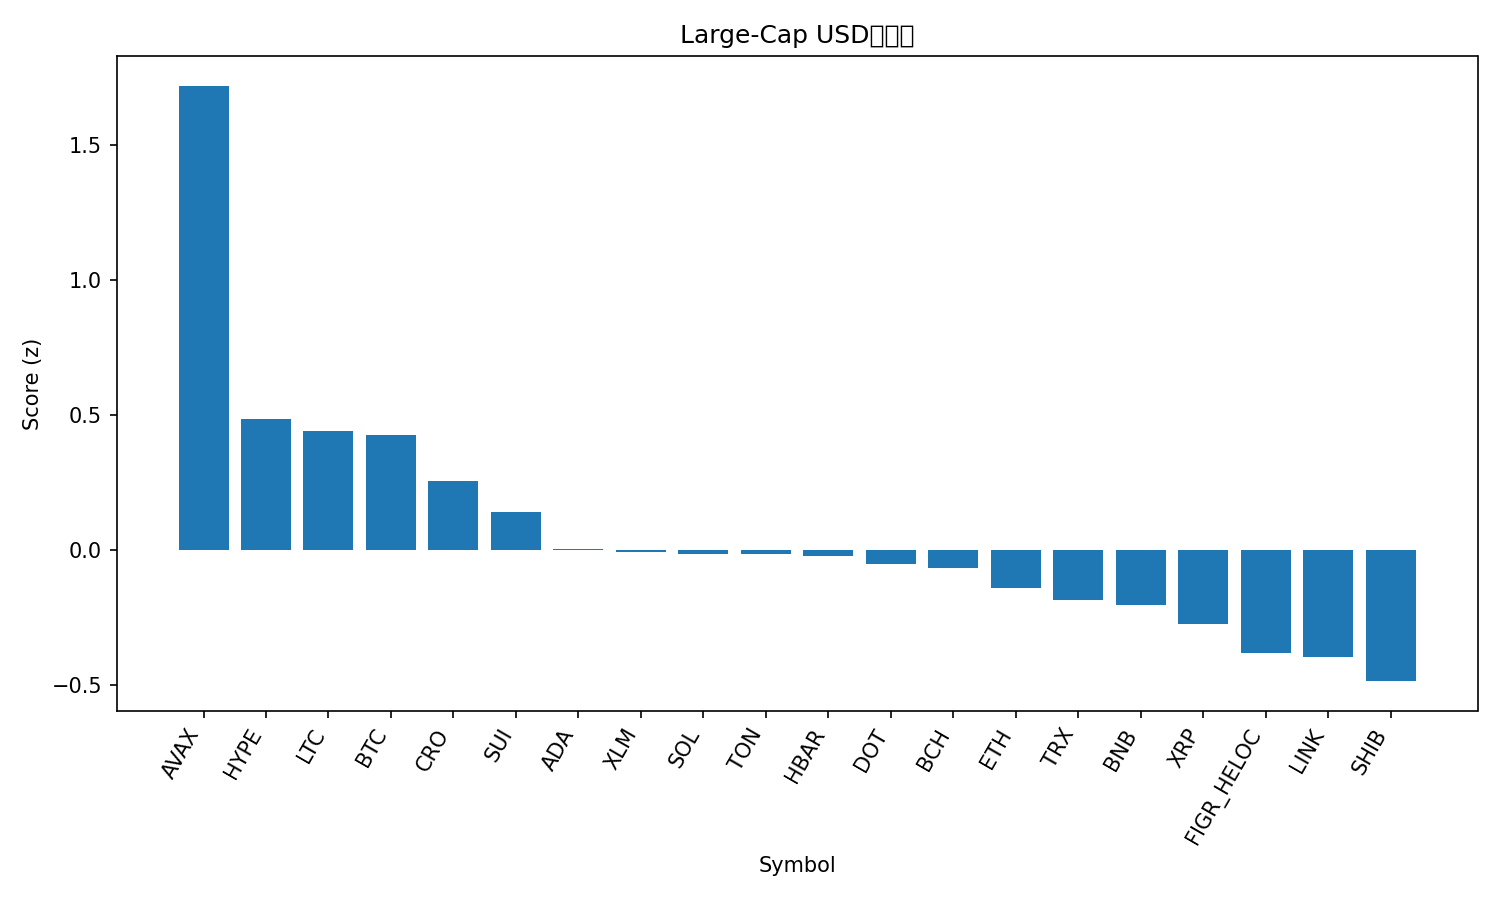 Large-Cap USD
Score (z)
1.5
1.0
0.5
0.0
−0.5
AVAX
HYPE
LTC
BTC
CRO
SUI
ADA
XLM
SOL
TON
HBAR
DOT
BCH
ETH
TRX
BNB
XRP
FIGR_HELOC
LINK
SHIB
Symbol